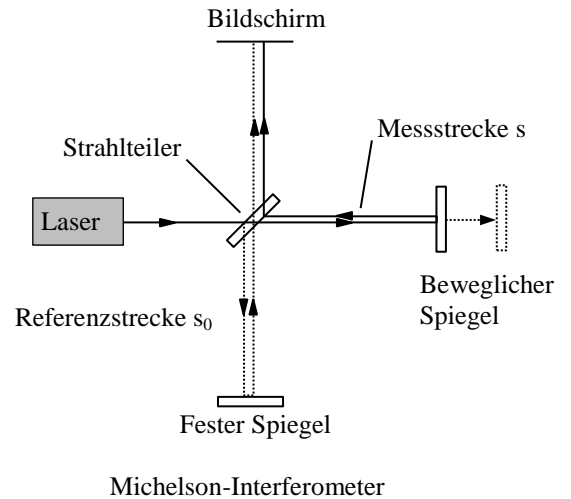 Bildschirm
Messstrecke s
Strahlteiler
Laser
Beweglicher
Spiegel
Referenzstrecke s₀
Fester Spiegel
Michelson-Interferometer